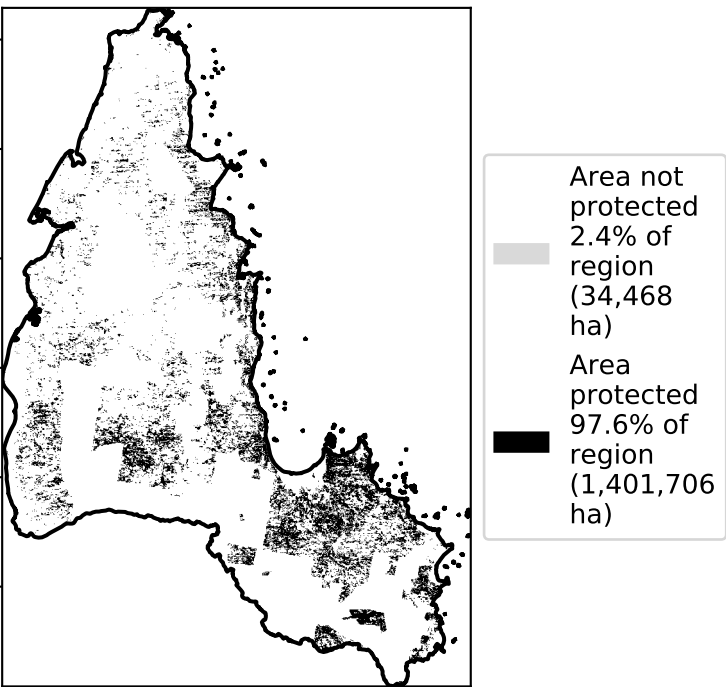 Area not
protected
2.4% of
region
(34,468
ha)
Area
protected
97.6% of
region
(1,401,706
ha)